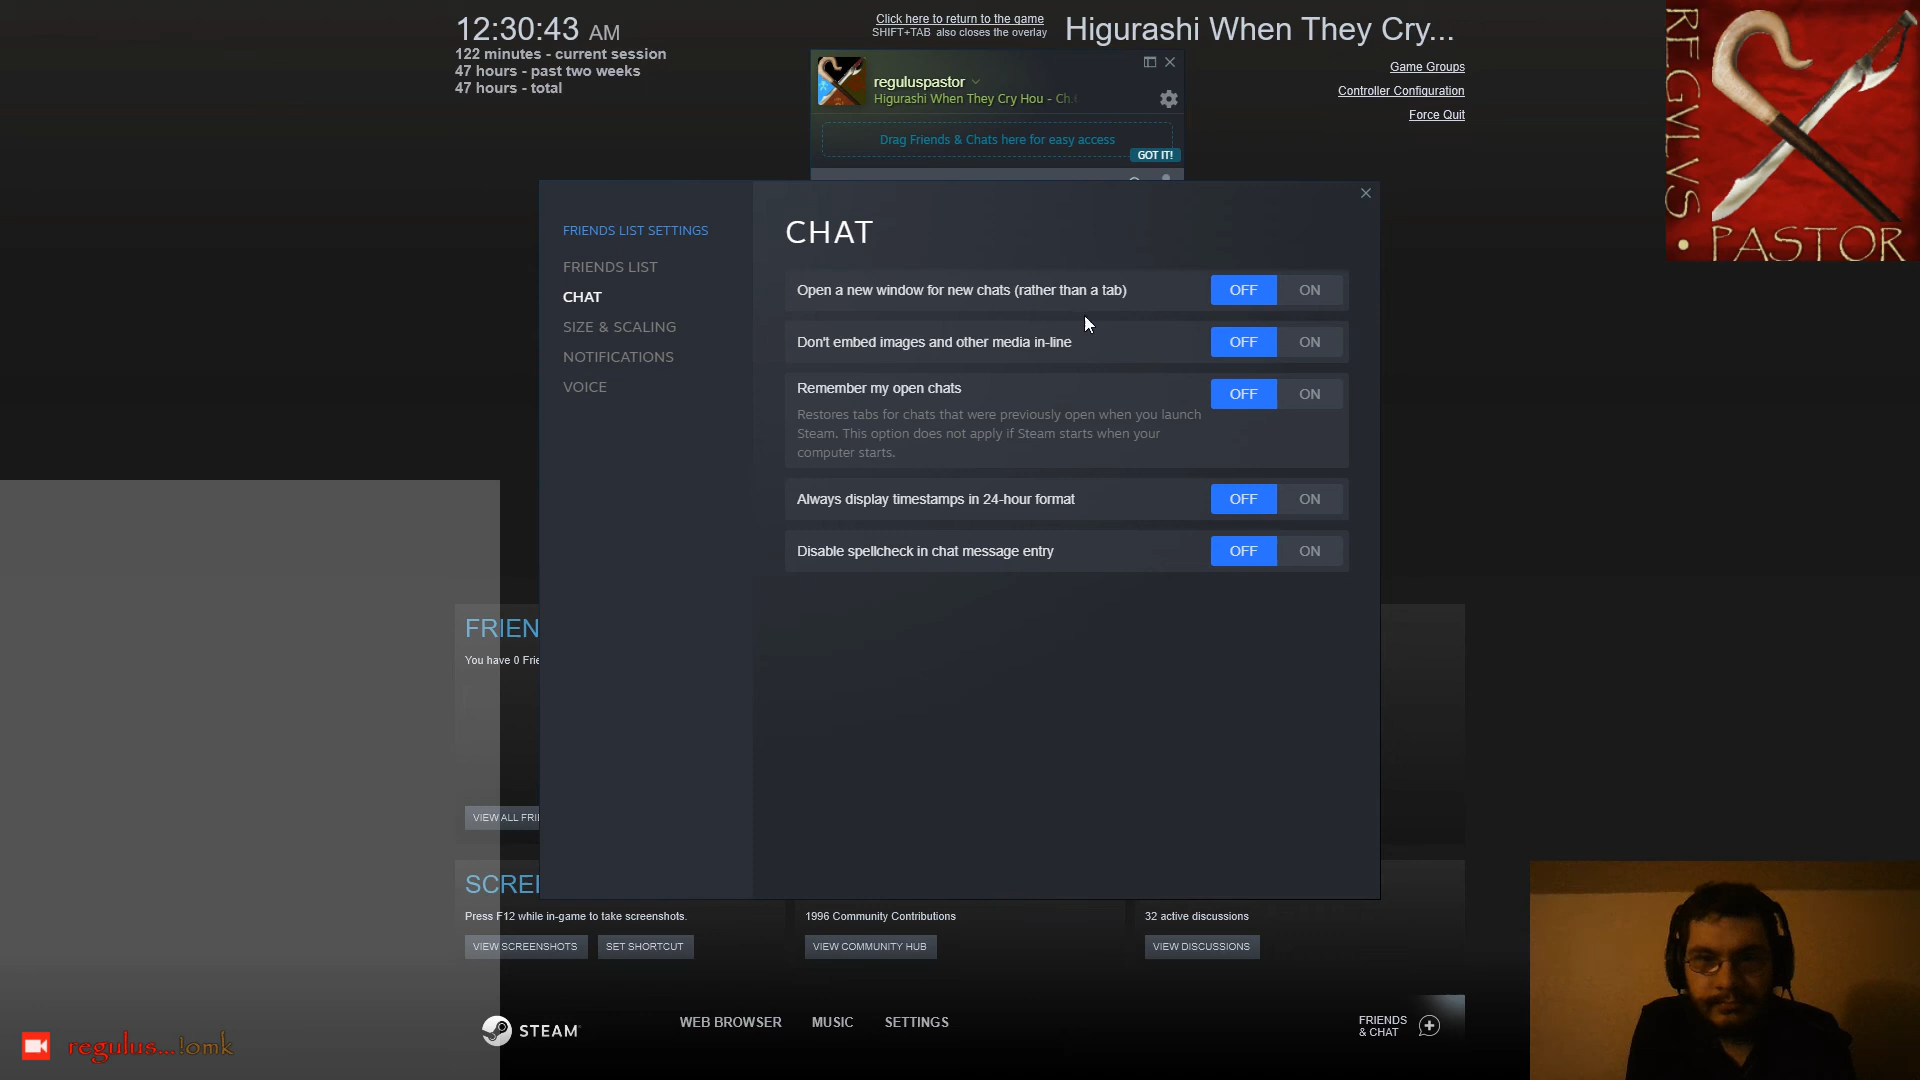 12:30:43 AM
122 minutes - current session
47 hours - past two weeks
47 hours - total
Click here to return to the game
SHIFT+TAB also closes the overlay
Higurashi When They Cry...
Game Groups
Controller Configuration
Force Quit
REGVLVS
• PASTOR
reguluspastor
Higurashi When They Cry Hou - Ch.
Drag Friends & Chats here for easy access
GOT IT!
FRIENDS LIST SETTINGS
FRIENDS LIST
CHAT
SIZE & SCALING
NOTIFICATIONS
VOICE
CHAT
Open a new window for new chats (rather than a tab) OFF ON
Don't embed images and other media in-line OFF ON
Remember my open chats OFF ON
Restores tabs for chats that were previously open when you launch
Steam. This option does not apply if Steam starts when your
computer starts.
Always display timestamps in 24-hour format OFF ON
Disable spellcheck in chat message entry OFF ON
FRIEN
You have 0 Frie
VIEW ALL FRI
SCREE
Press F12 while in-game to take screenshots.
VIEW SCREENSHOTS SET SHORTCUT
1996 Community Contributions
VIEW COMMUNITY HUB
32 active discussions
VIEW DISCUSSIONS
STEAM
WEB BROWSER MUSIC SETTINGS
FRIENDS
& CHAT
regulus...!omk